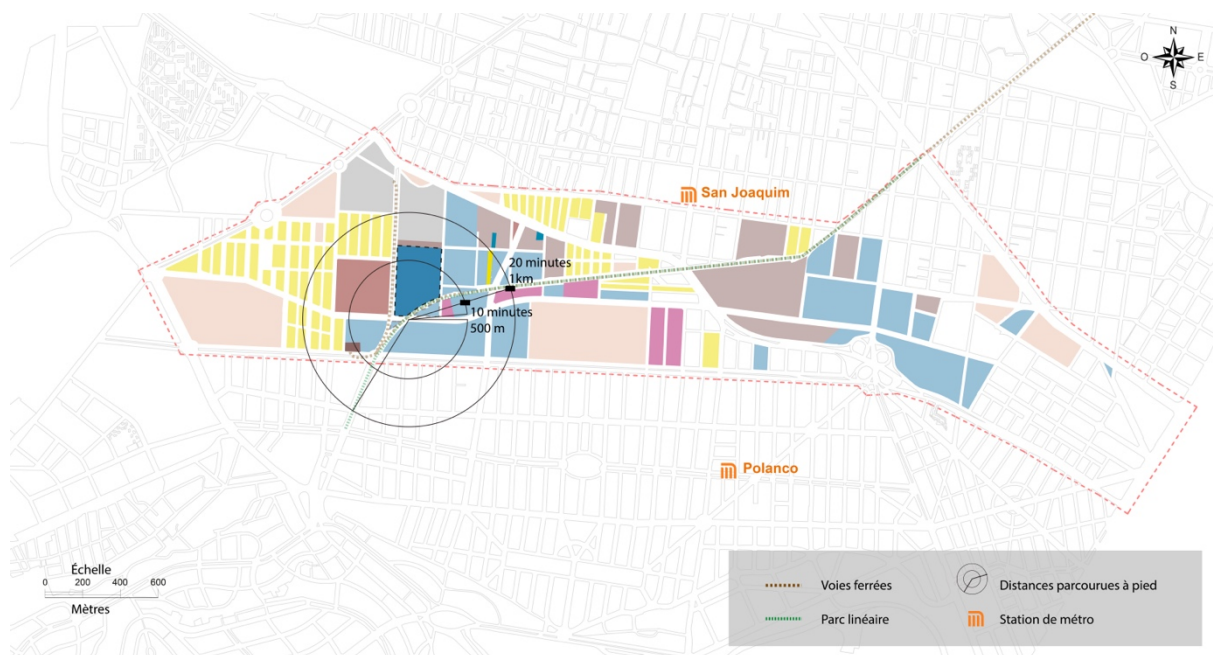 N
O E
S
San Joaquim
20 minutes
1km
10 minutes
500 m
Polanco
Échelle
0 200 400 600
Mètres
Voies ferrées
Distances parcourues à pied
Parc linéaire
Station de métro